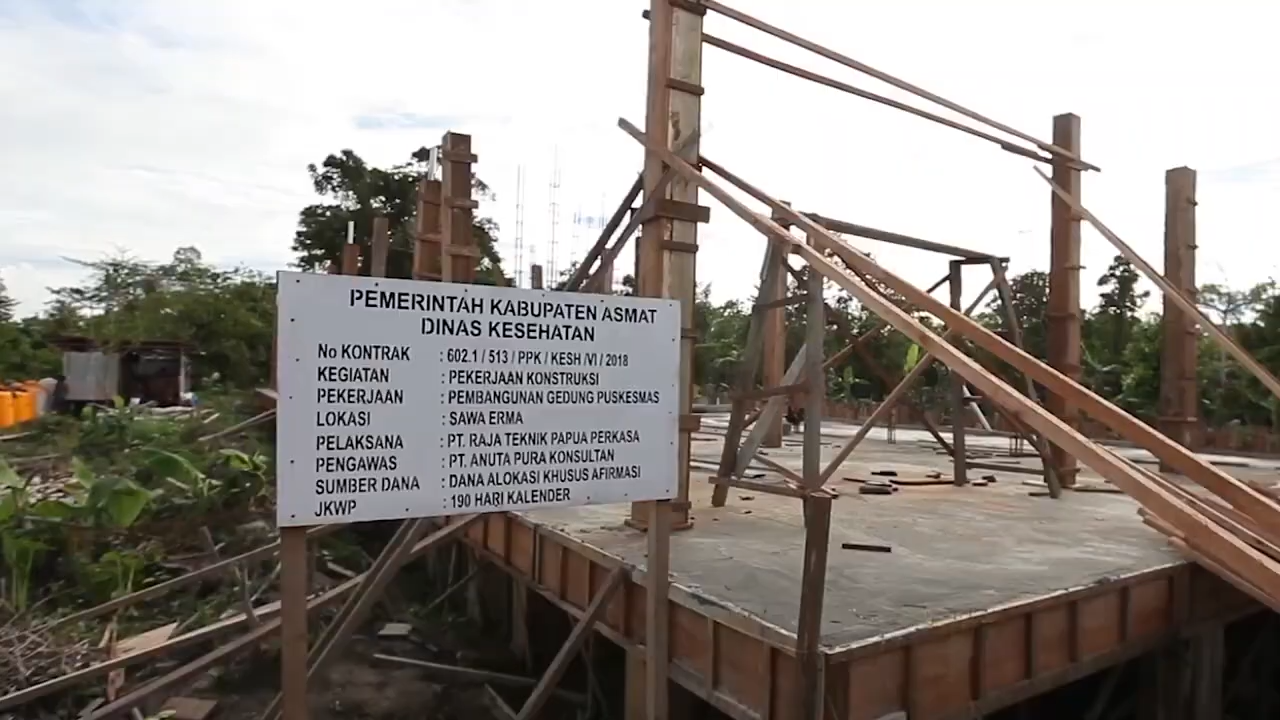 PEMERINTAH KABUPATEN ASMAT
DINAS KESEHATAN
No KONTRAK : 602.1 / 513 / PPK / KESH /VI / 2018
KEGIATAN : PEKERJAAN KONSTRUKSI
PEKERJAAN : PEMBANGUNAN GEDUNG PUSKESMAS
LOKASI : SAWA ERMA
PELAKSANA : PT. RAJA TEKNIK PAPUA PERKASA
PENGAWAS : PT. ANUTA PURA KONSULTAN
SUMBER DANA : DANA ALOKASI KHUSUS AFIRMASI
JKWP : 190 HARI KALENDER